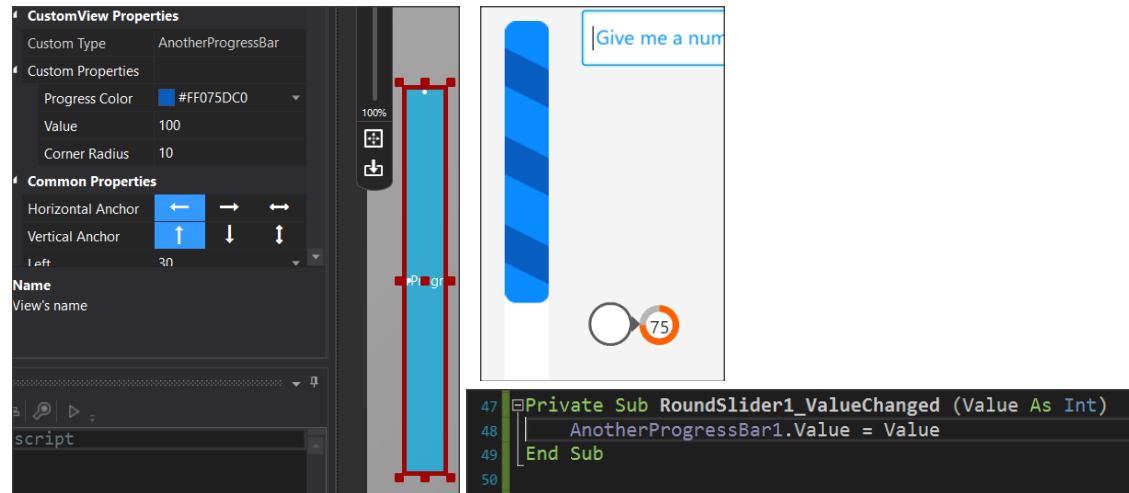 CustomView Properties
Custom Type AnotherProgressBar
Custom Properties
Progress Color #FF075DC0
Value 100
Corner Radius 10
Common Properties
Horizontal Anchor
Vertical Anchor
Left 30
Name
View's name
script
100%
Progr
Give me a num
75
47 Private Sub RoundSlider1_ValueChanged (Value As Int)
48 AnotherProgressBar1.Value = Value
49 End Sub
50